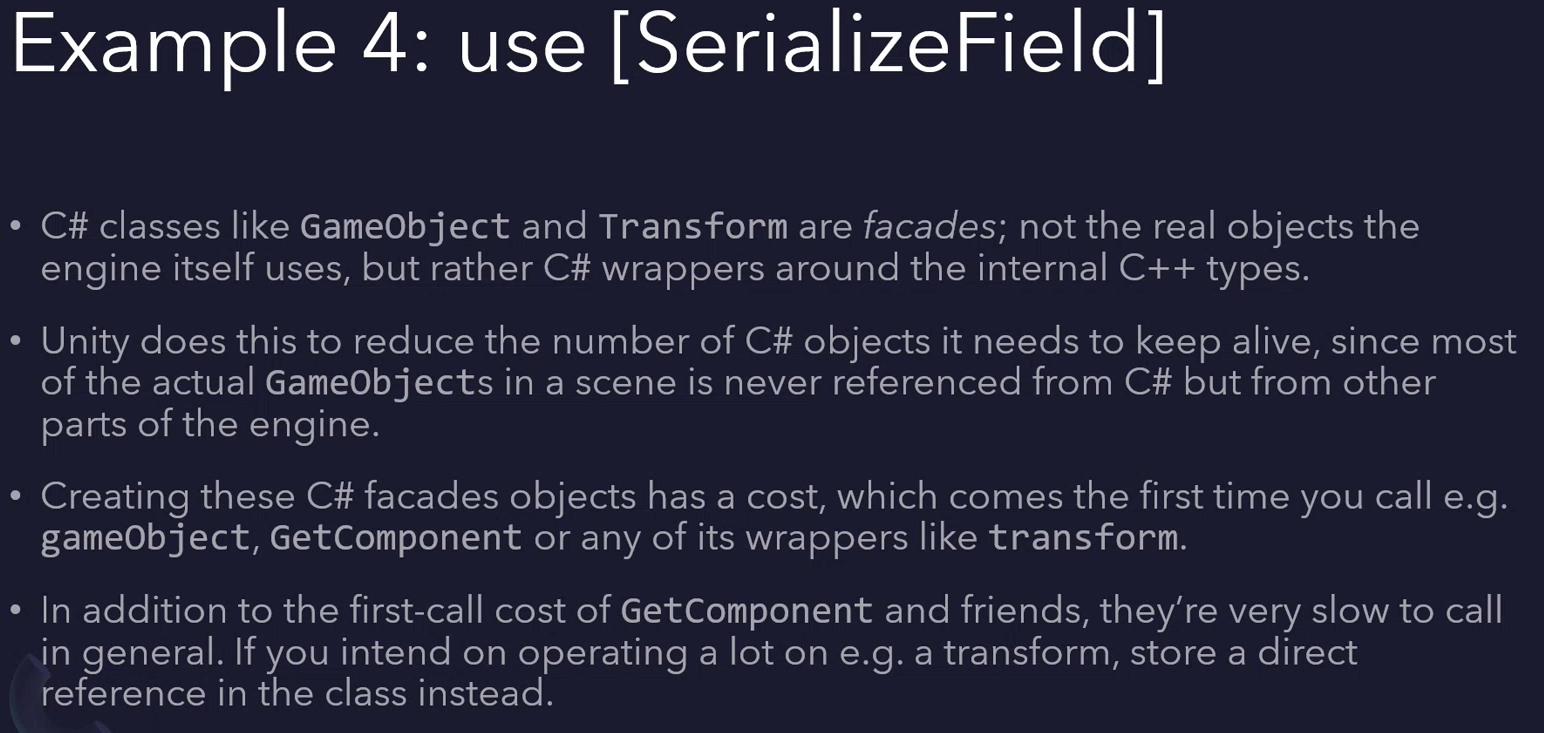 Example 4: use [SerializeField]
• C# classes like GameObject and Transform are facades; not the real objects the
engine itself uses, but rather C# wrappers around the internal C++ types.
• Unity does this to reduce the number of C# objects it needs to keep alive, since most
of the actual GameObjects in a scene is never referenced from C# but from other
parts of the engine.
• Creating these C# facades objects has a cost, which comes the first time you call e.g.
gameObject, GetComponent or any of its wrappers like transform.
• In addition to the first-call cost of GetComponent and friends, they’re very slow to call
in general. If you intend on operating a lot on e.g. a transform, store a direct
reference in the class instead.